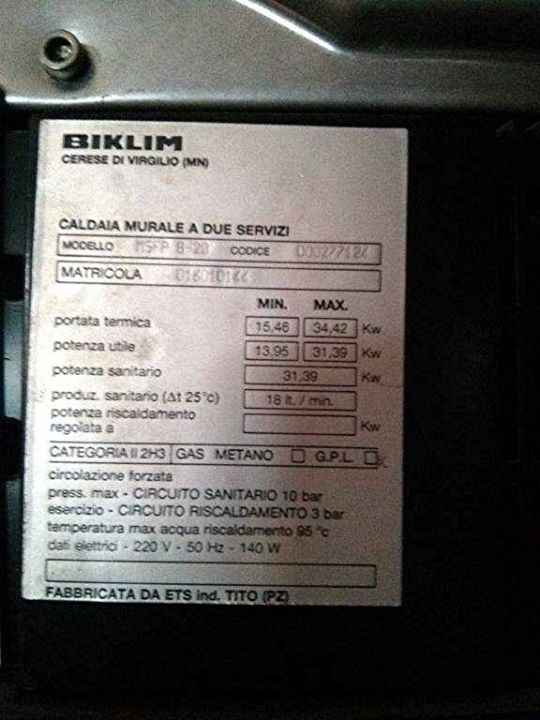 BIKLIM
CERESE DI VIRGILIO (MN)
CALDAIA MURALE A DUE SERVIZI
MODELLO MSFP B-20 CODICE 000277124
MATRICOLA
MIN. MAX.
portata termica 15,46 34,42 Kw
potenza utile 13,95 31,39 Kw
potenza sanitario 31,39 Kw
produz. sanitario (Δt 25°c) 18 lt. / min.
potenza riscaldamento
regolata a Kw
CATEGORIA II 2H3 GAS METANO G.P.L.
circolazione forzata
press. max - CIRCUITO SANITARIO 10 bar
esercizio - CIRCUITO RISCALDAMENTO 3 bar
temperatura max acqua riscaldamento 95 °c
dati elettrici - 220 V - 50 Hz - 140 W
FABBRICATA DA ETS ind. TITO (PZ)